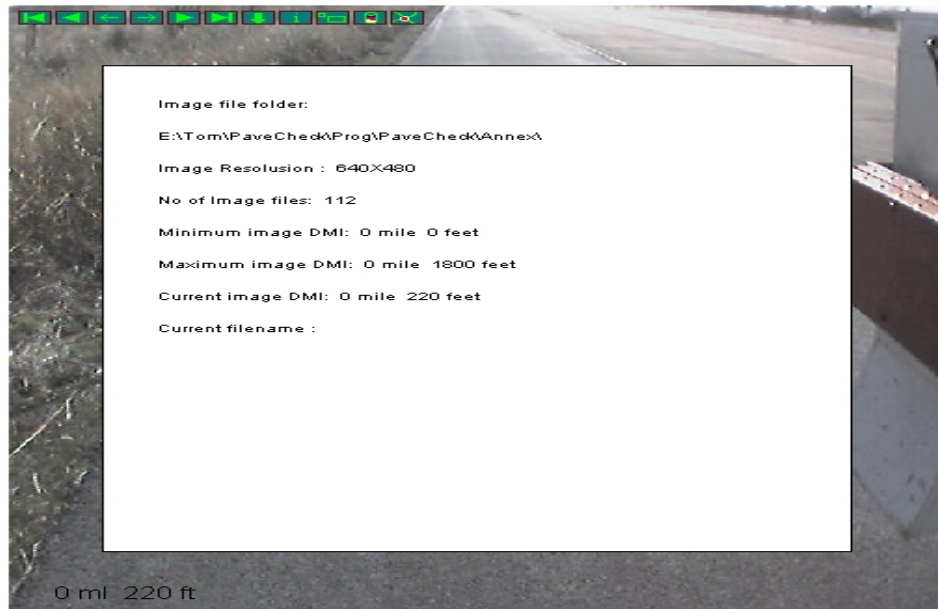 Image file folder:
E:\Tom\PaveCheck\Prog\PaveCheck\Annex\
Image Resolusion : 640X480
No of Image files: 112
Minimum image DMI: 0 mile 0 feet
Maximum image DMI: 0 mile 1800 feet
Current image DMI: 0 mile 220 feet
Current filename :
0 ml 220 ft